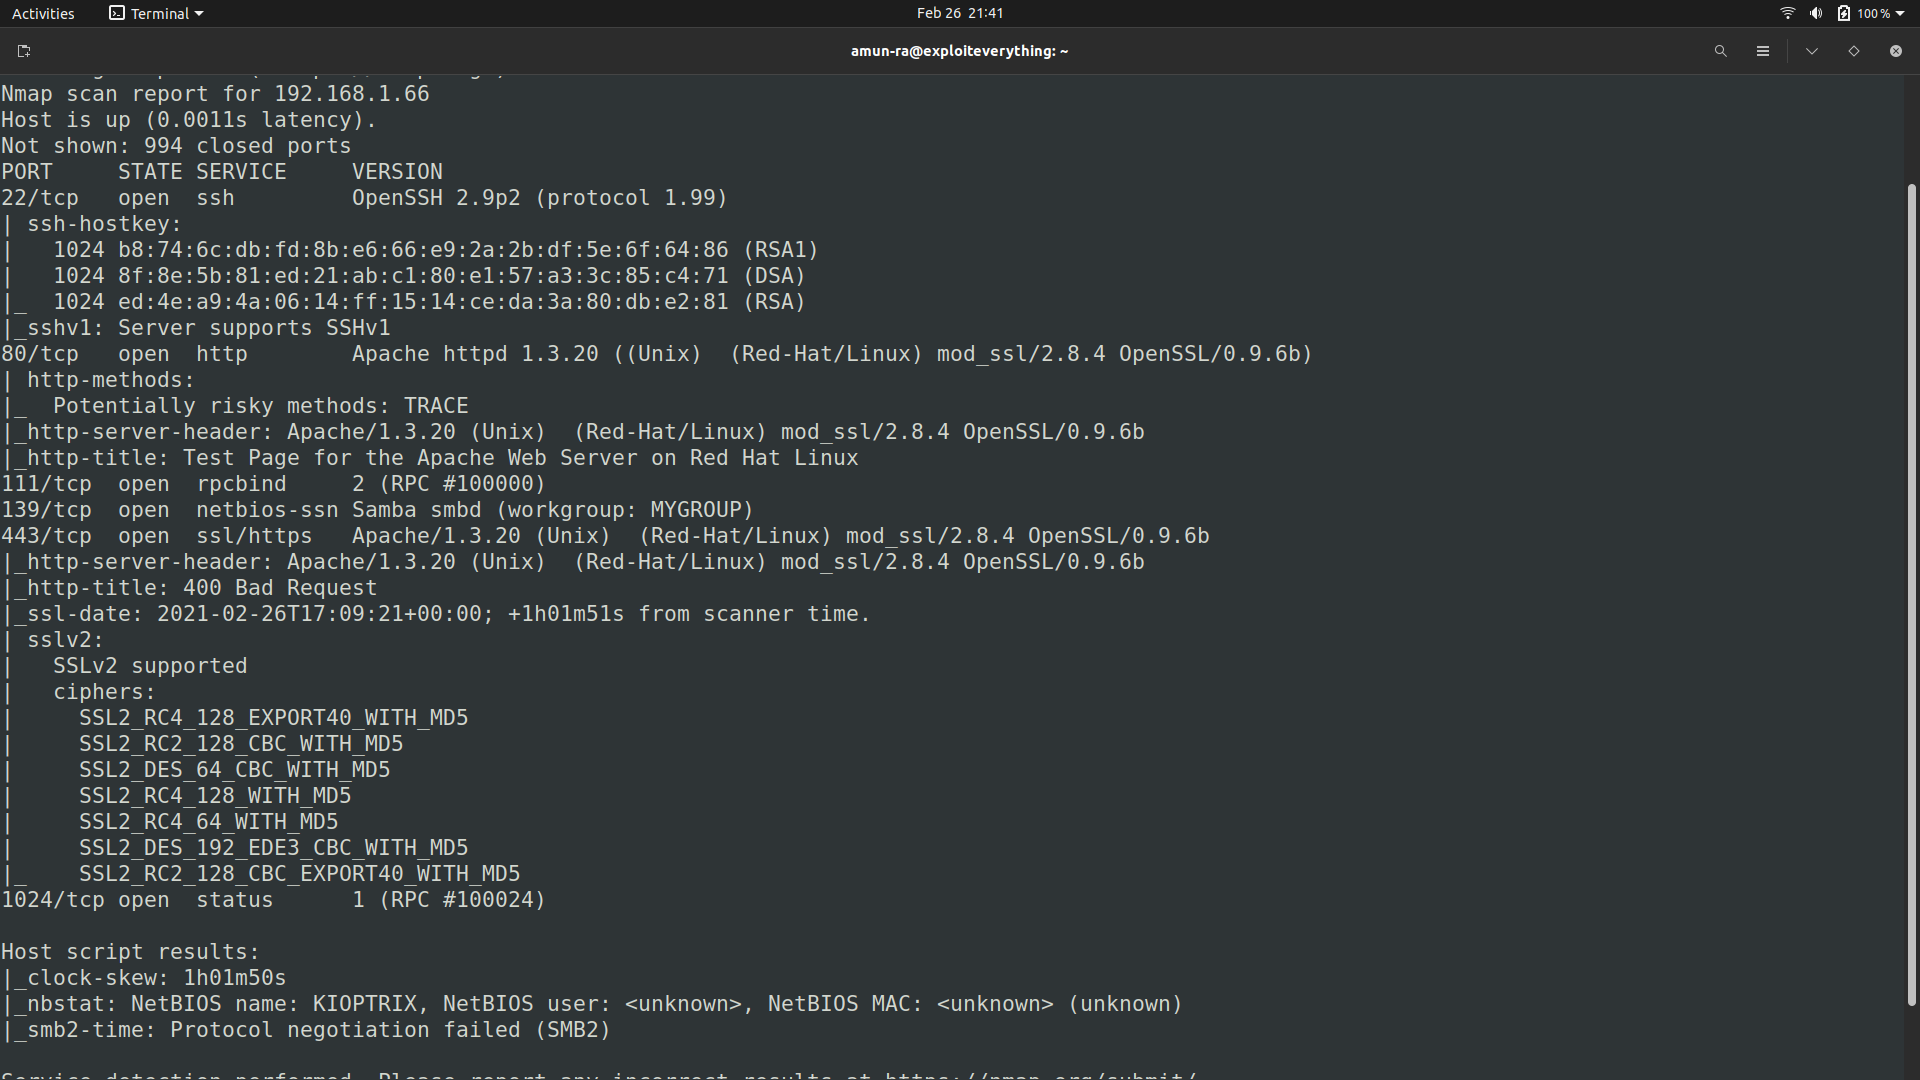 Activities Terminal Feb 26 21:41 100 %
amun-ra@exploiteverything: ~
Nmap scan report for 192.168.1.66
Host is up (0.0011s latency).
Not shown: 994 closed ports
PORT     STATE SERVICE     VERSION
22/tcp   open  ssh         OpenSSH 2.9p2 (protocol 1.99)
| ssh-hostkey:
|   1024 b8:74:6c:db:fd:8b:e6:66:e9:2a:2b:df:5e:6f:64:86 (RSA1)
|   1024 8f:8e:5b:81:ed:21:ab:c1:80:e1:57:a3:3c:85:c4:71 (DSA)
|_  1024 ed:4e:a9:4a:06:14:ff:15:14:ce:da:3a:80:db:e2:81 (RSA)
|_sshv1: Server supports SSHv1
80/tcp   open  http        Apache httpd 1.3.20 ((Unix)  (Red-Hat/Linux) mod_ssl/2.8.4 OpenSSL/0.9.6b)
| http-methods:
|_  Potentially risky methods: TRACE
|_http-server-header: Apache/1.3.20 (Unix)  (Red-Hat/Linux) mod_ssl/2.8.4 OpenSSL/0.9.6b
|_http-title: Test Page for the Apache Web Server on Red Hat Linux
111/tcp  open  rpcbind     2 (RPC #100000)
139/tcp  open  netbios-ssn Samba smbd (workgroup: MYGROUP)
443/tcp  open  ssl/https   Apache/1.3.20 (Unix)  (Red-Hat/Linux) mod_ssl/2.8.4 OpenSSL/0.9.6b
|_http-server-header: Apache/1.3.20 (Unix)  (Red-Hat/Linux) mod_ssl/2.8.4 OpenSSL/0.9.6b
|_http-title: 400 Bad Request
|_ssl-date: 2021-02-26T17:09:21+00:00; +1h01m51s from scanner time.
| sslv2:
|   SSLv2 supported
|   ciphers:
|     SSL2_RC4_128_EXPORT40_WITH_MD5
|     SSL2_RC2_128_CBC_WITH_MD5
|     SSL2_DES_64_CBC_WITH_MD5
|     SSL2_RC4_128_WITH_MD5
|     SSL2_RC4_64_WITH_MD5
|     SSL2_DES_192_EDE3_CBC_WITH_MD5
|_    SSL2_RC2_128_CBC_EXPORT40_WITH_MD5
1024/tcp open  status      1 (RPC #100024)
Host script results:
|_clock-skew: 1h01m50s
|_nbstat: NetBIOS name: KIOPTRIX, NetBIOS user: <unknown>, NetBIOS MAC: <unknown> (unknown)
|_smb2-time: Protocol negotiation failed (SMB2)
Service detection performed. Please report any incorrect results at https://nmap.org/submit/